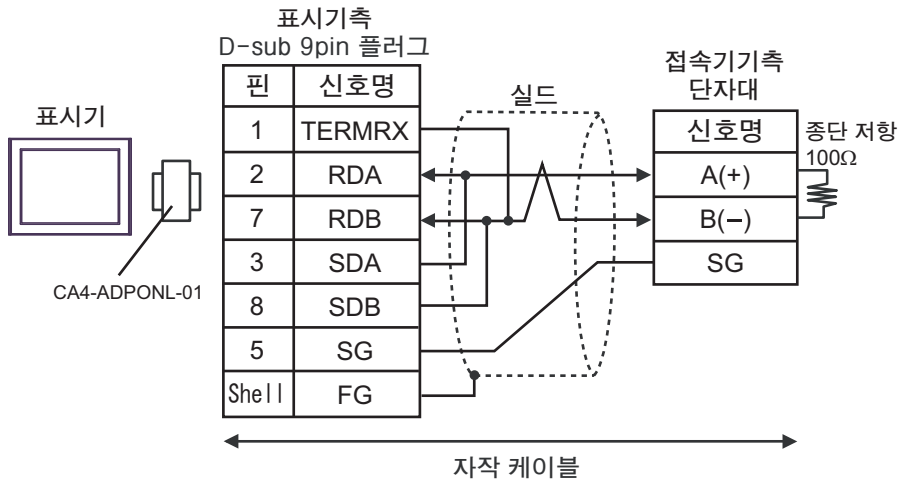 표시기측
D-sub 9pin 플러그
핀 신호명
1 TERMRX
2 RDA
7 RDB
3 SDA
8 SDB
5 SG
Shell FG
표시기
CA4-ADPONL-01
실드
접속기기측
단자대
신호명
A(+)
B(−)
SG
종단 저항
100Ω
자작 케이블